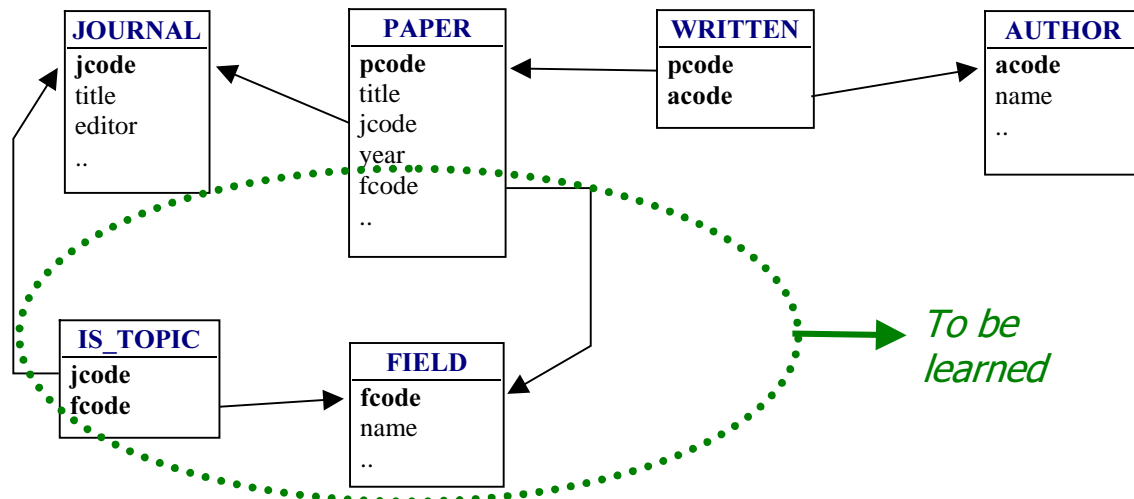 JOURNAL
jcode
title
editor
..
PAPER
pcode
title
jcode
year
fcode
..
WRITTEN
pcode
acode
AUTHOR
acode
name
..
IS_TOPIC
jcode
fcode
FIELD
fcode
name
..
To be
learned